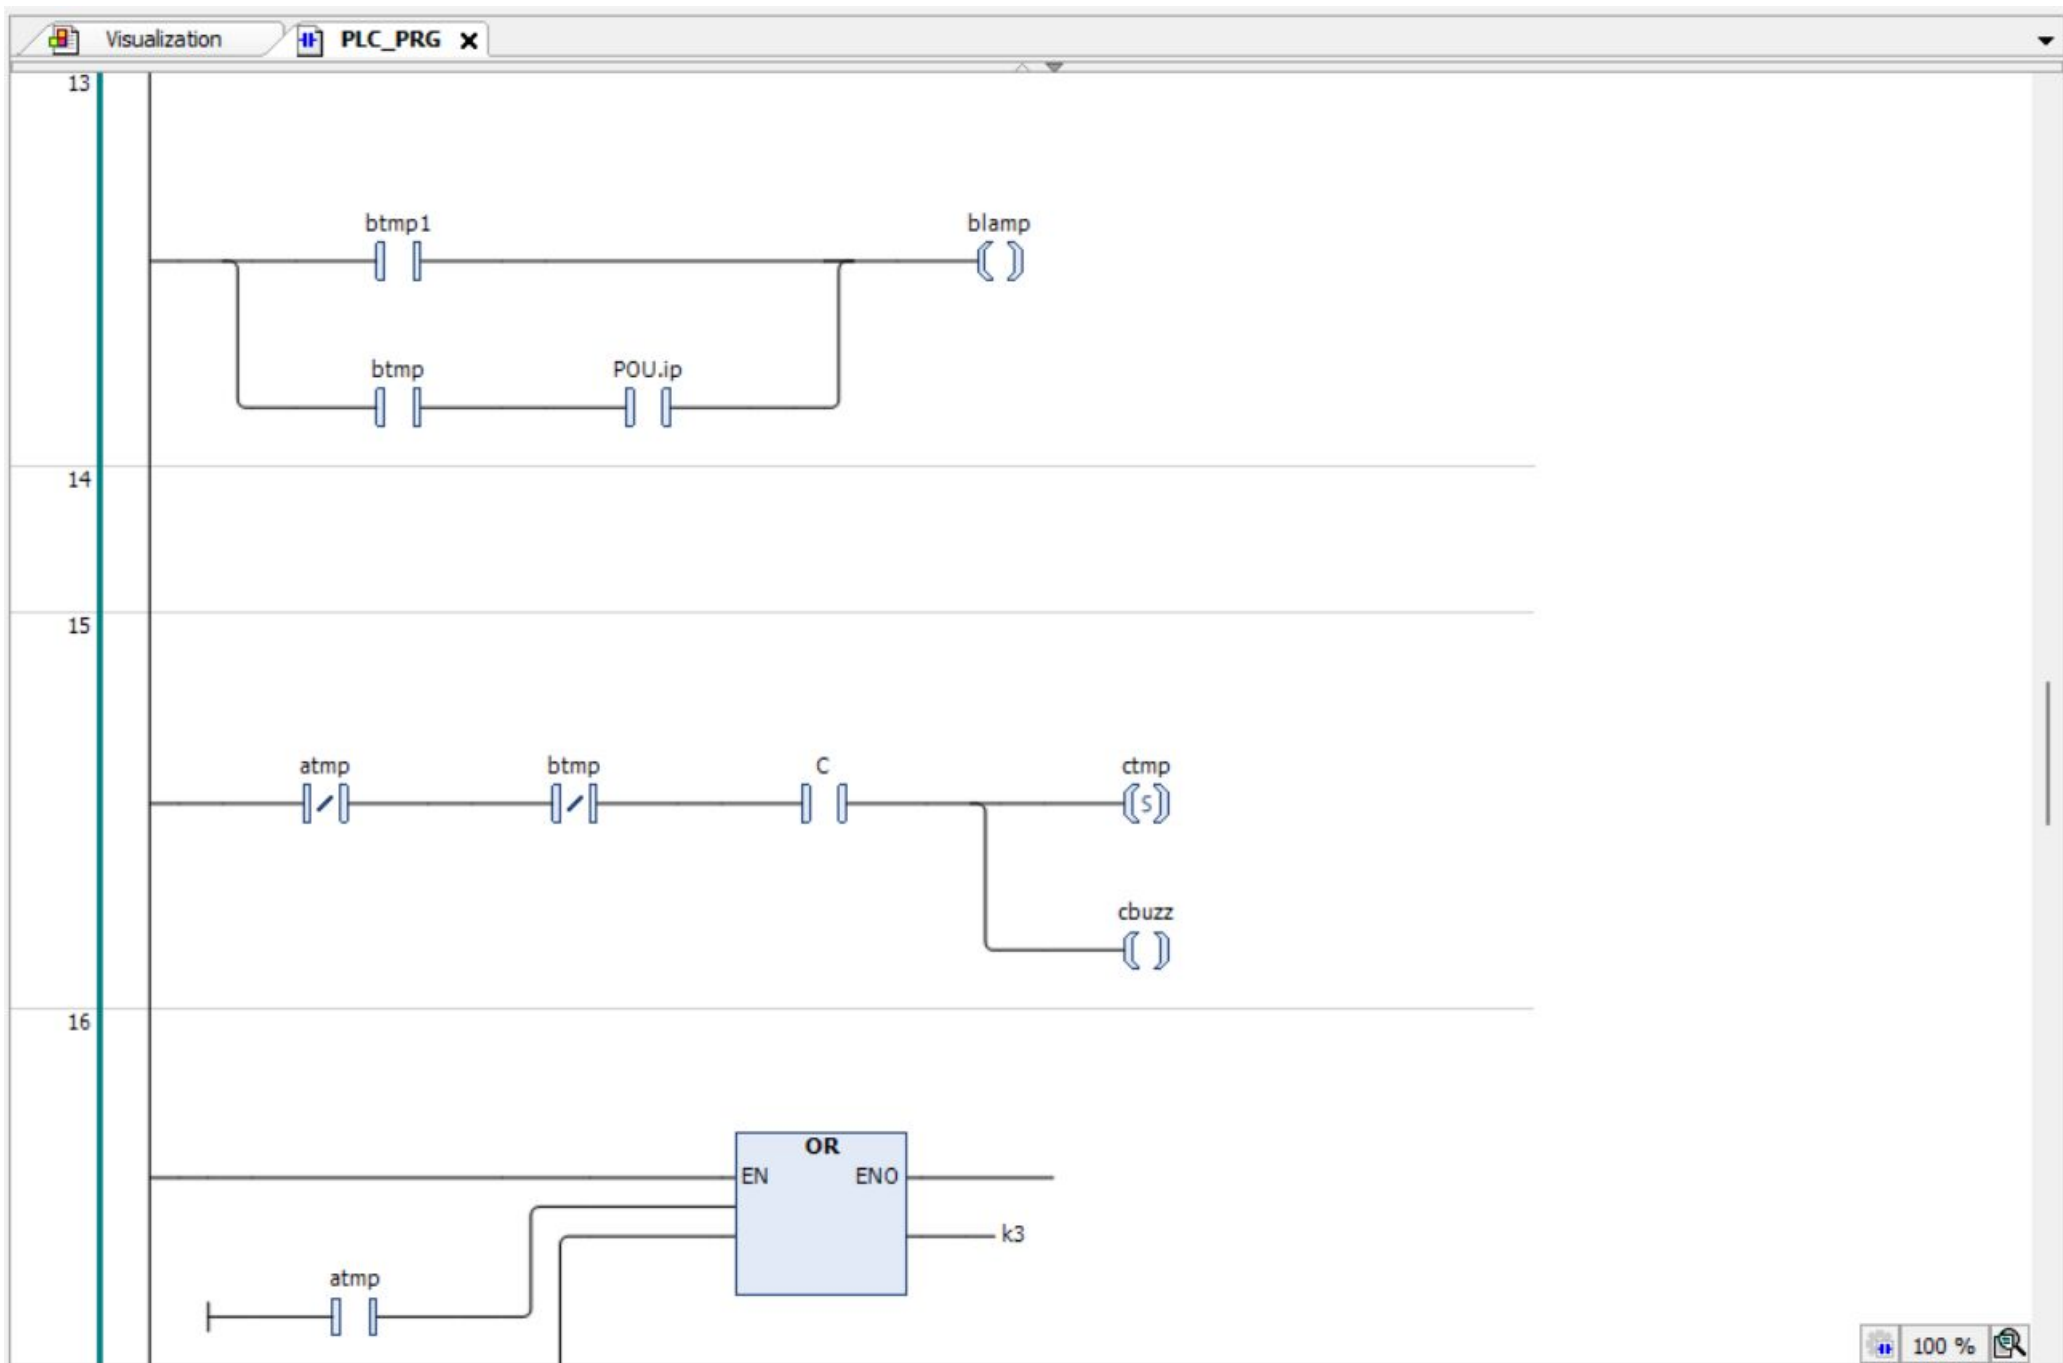 Visualization PLC_PRG
13
btmp1 blamp
btmp POU.ip
14
15
atmp btmp C ctmp
S
cbuzz
16
OR
EN ENO
k3
atmp
100 %